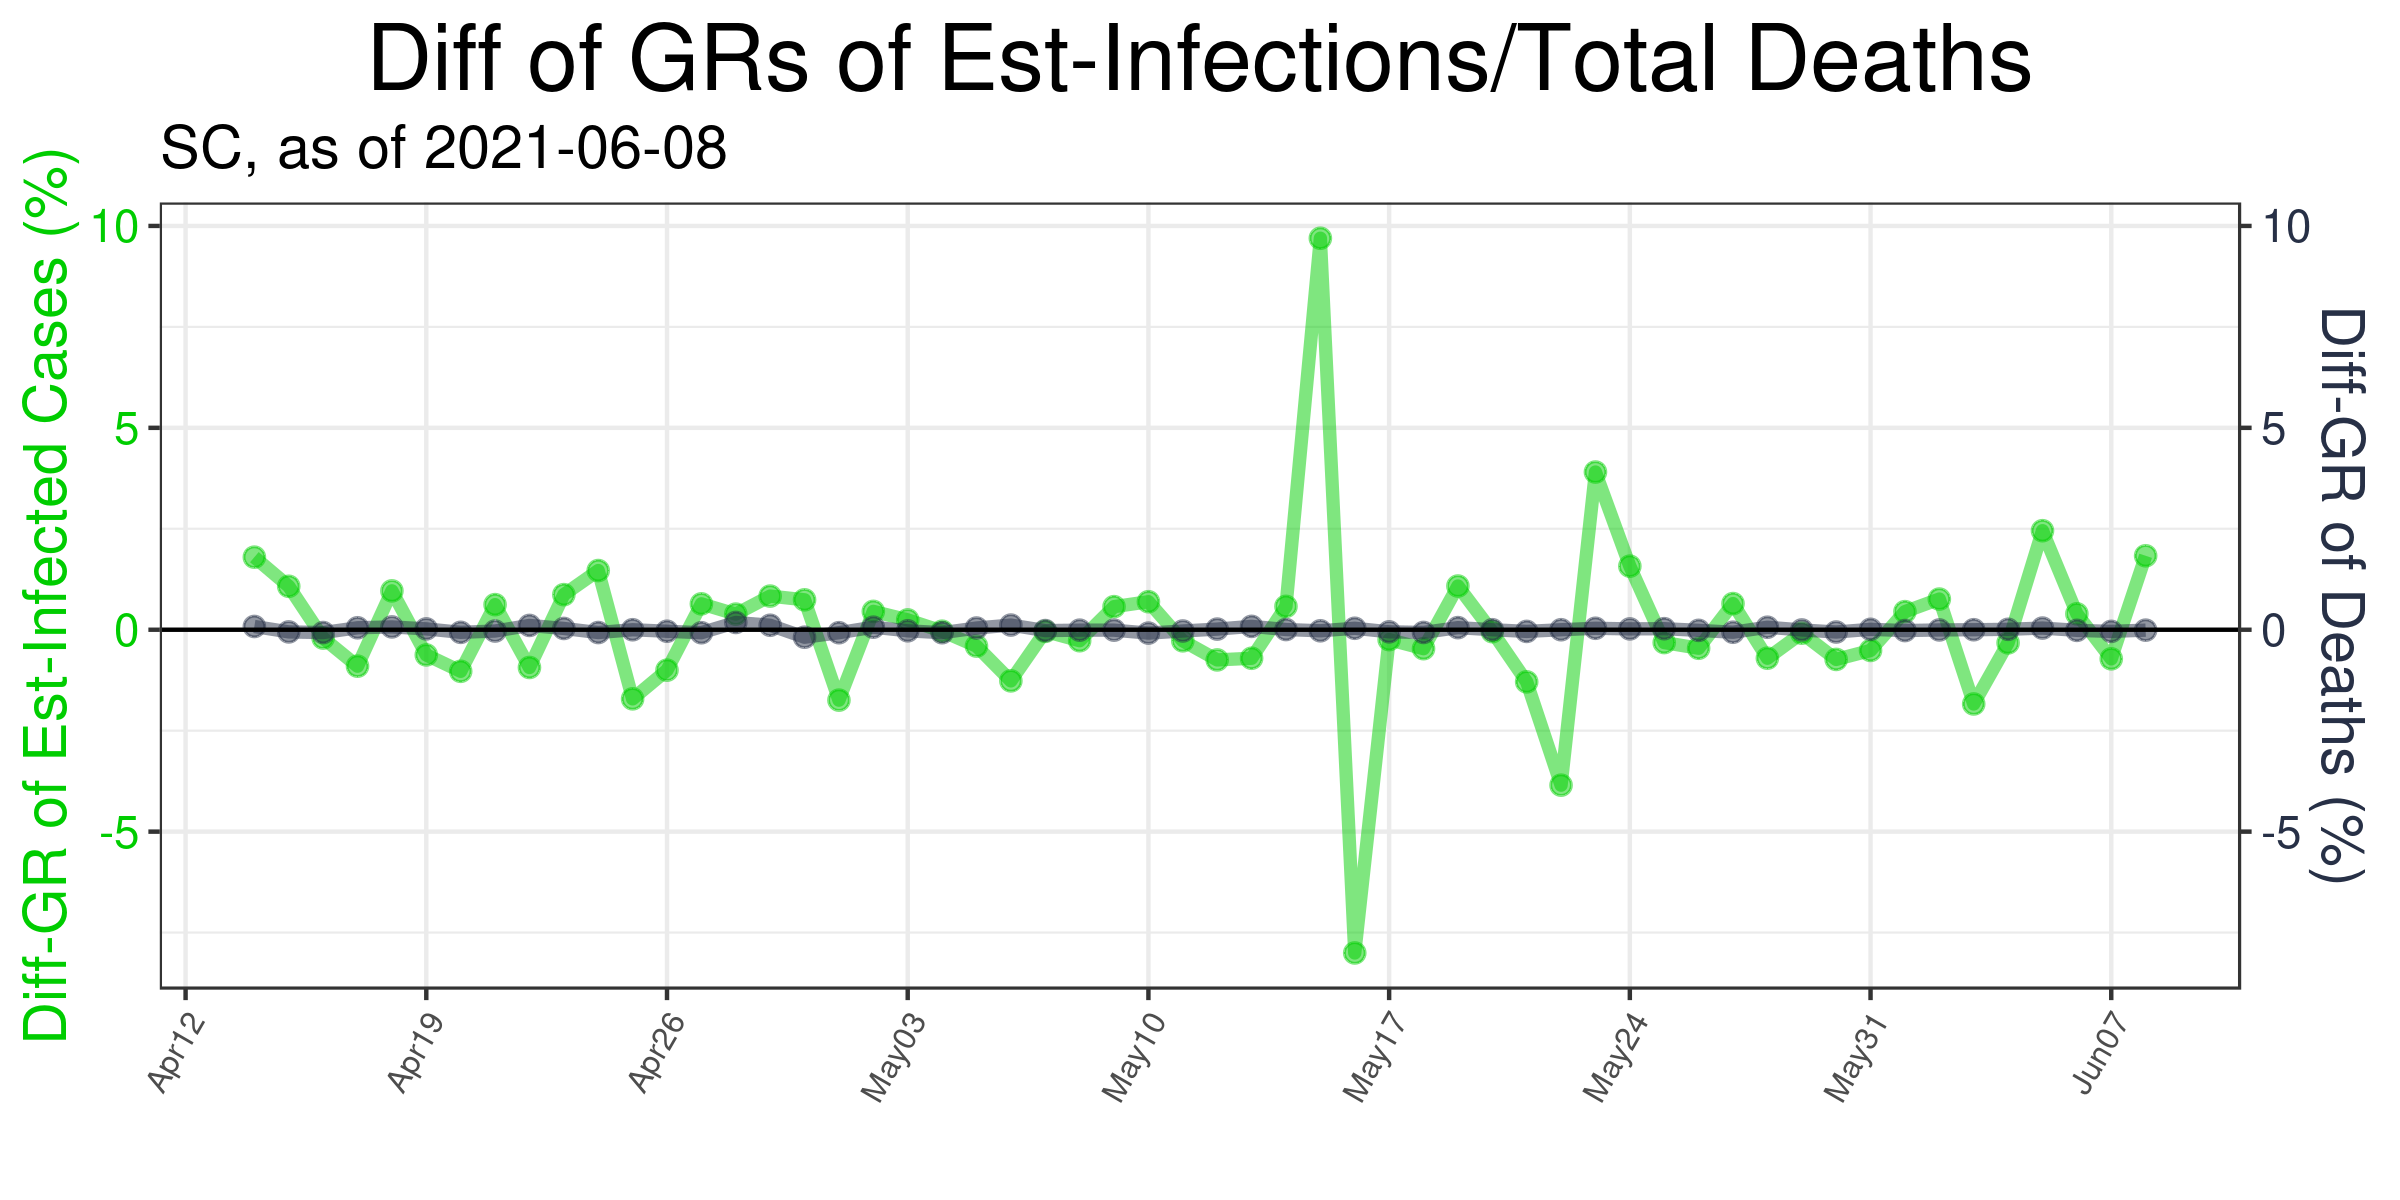 Diff of GRs of Est-Infections/Total Deaths
SC, as of 2021-06-08
Diff-GR of Est-Infected Cases (%)
10
5
0
-5
10
5
0
-5
Diff-GR of Deaths (%)
Apr12
Apr19
Apr26
May03
May10
May17
May24
May31
Jun07